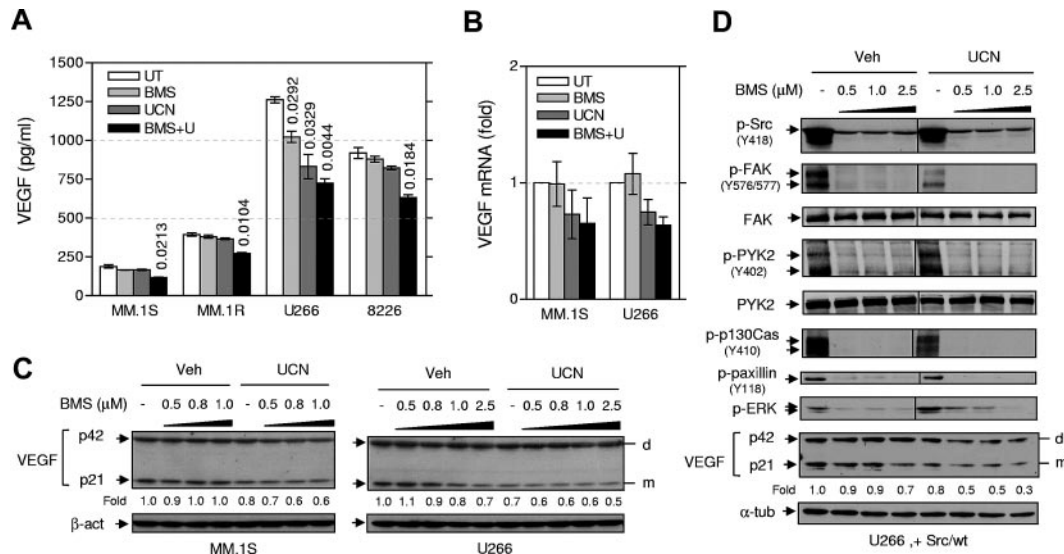 A
1500
1250
1000
750
500
250
0
VEGF (pg/ml)
UT
BMS
UCN
BMS+U
0.0213
0.0104
0.0292
0.0329
0.0044
0.0184
MM.1S MM.1R U266 8226
B
2
1
0
VEGF mRNA (fold)
UT
BMS
UCN
BMS+U
MM.1S U266
C
Veh UCN
BMS (μM) - 0.5 0.8 1.0 - 0.5 0.8 1.0
VEGF
p42
p21
Fold 1.0 0.9 1.0 1.0 0.8 0.7 0.6 0.6
β-act
MM.1S
Veh UCN
- 0.5 0.8 1.0 2.5 - 0.5 0.8 1.0 2.5
d
m
1.0 1.1 0.9 0.8 0.7 0.7 0.6 0.6 0.6 0.5
U266
D
Veh UCN
BMS (μM) - 0.5 1.0 2.5 - 0.5 1.0 2.5
p-Src
(Y418)
p-FAK
(Y576/577)
FAK
p-PYK2
(Y402)
PYK2
p-p130Cas
(Y410)
p-paxillin
(Y118)
p-ERK
VEGF
p42 d
p21 m
Fold 1.0 0.9 0.9 0.7 0.8 0.5 0.5 0.3
α-tub
U266 ,+ Src/wt